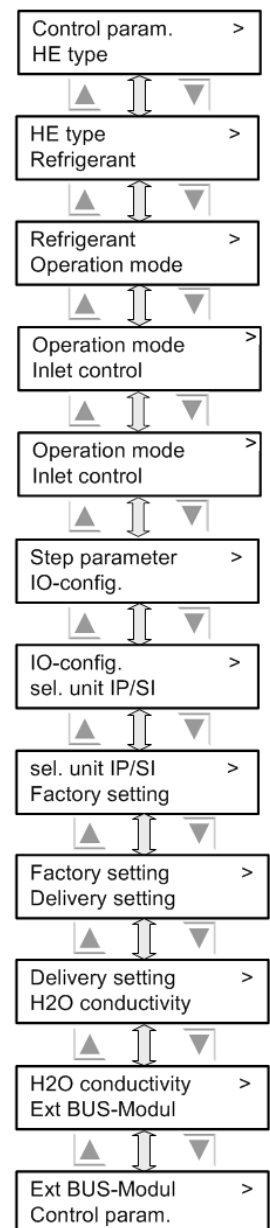 Control param. >
HE type
HE type >
Refrigerant
Refrigerant >
Operation mode
Operation mode >
Inlet control
Operation mode >
Inlet control
Step parameter >
IO-config.
IO-config. >
sel. unit IP/SI
sel. unit IP/SI >
Factory setting
Factory setting >
Delivery setting
Delivery setting >
H2O conductivity
H2O conductivity >
Ext BUS-Modul
Ext BUS-Modul >
Control param.